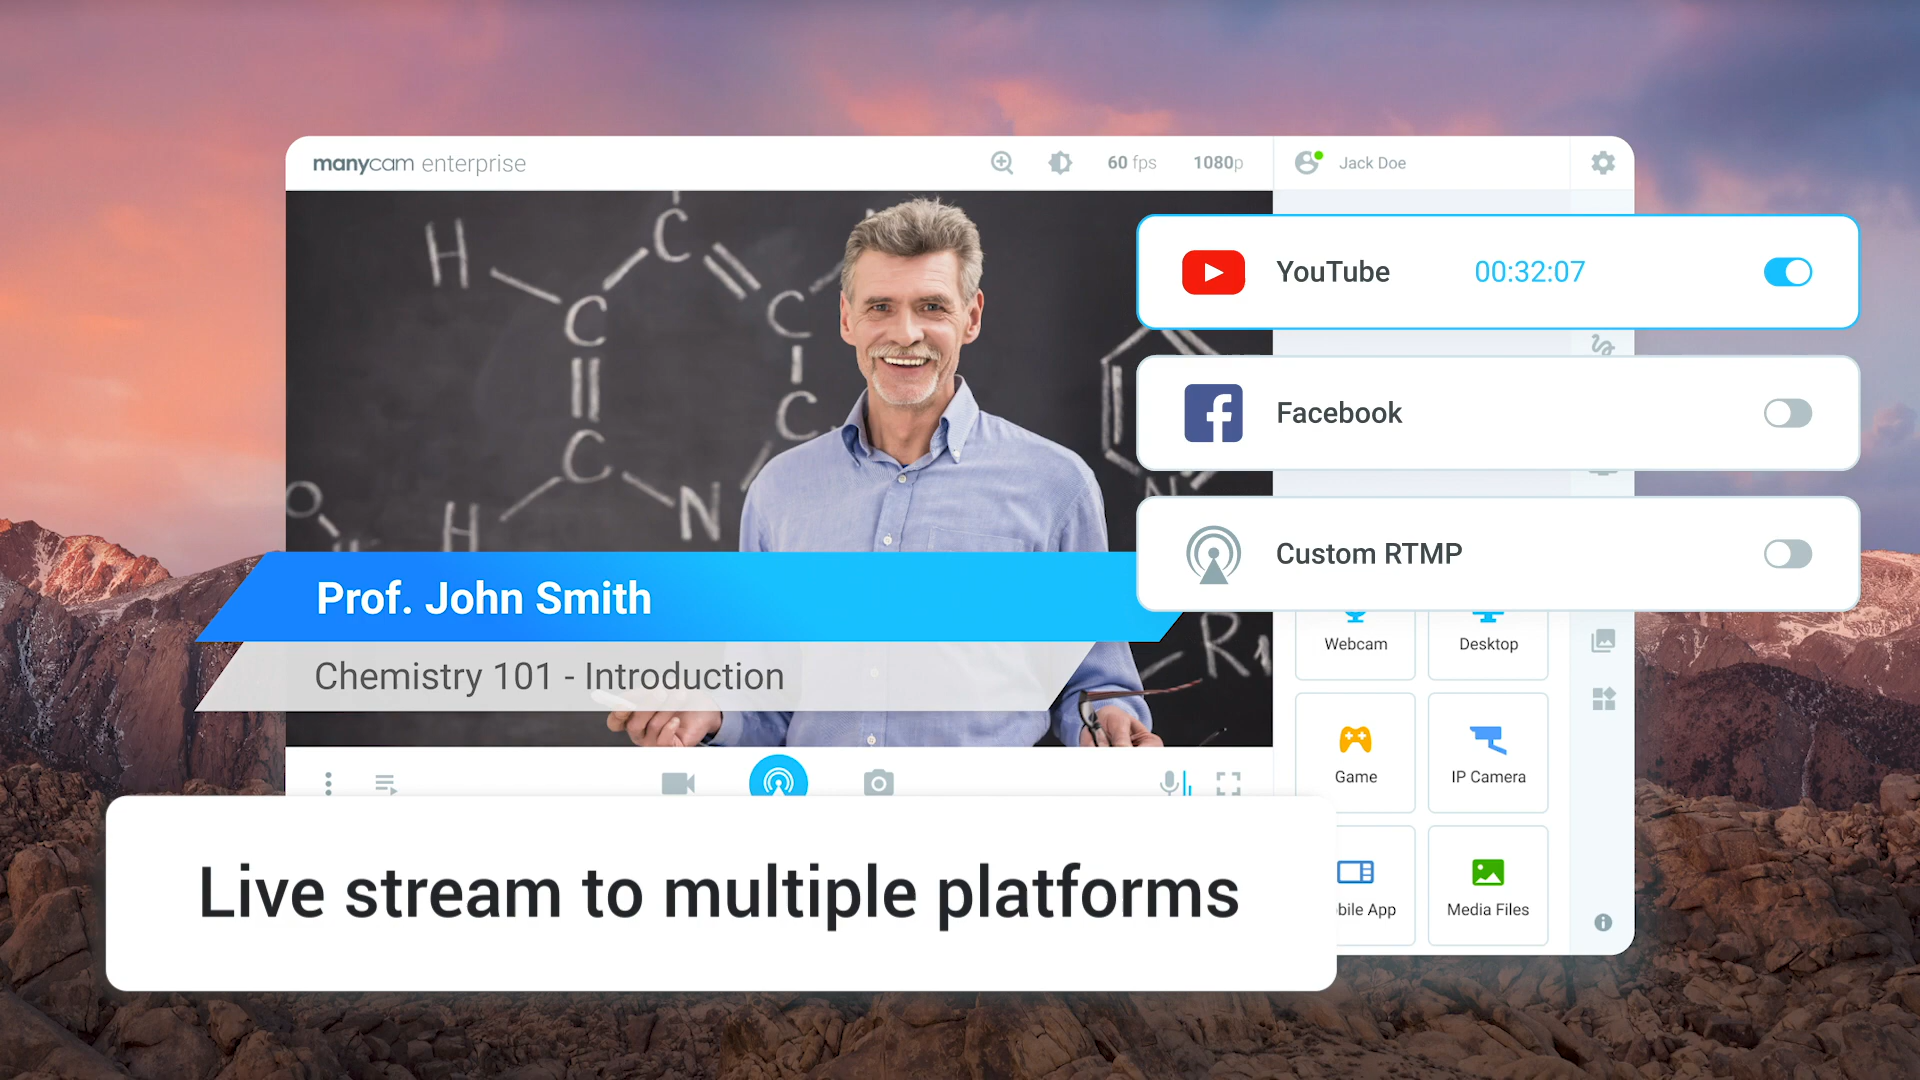 manycam enterprise
60 fps
1080p
Jack Doe
YouTube
00:32:07
Facebook
Custom RTMP
H
C
C
C
C
C
H
N
N
O
R
Prof. John Smith
Chemistry 101 - Introduction
Webcam
Desktop
Game
IP Camera
bile App
Media Files
Live stream to multiple platforms